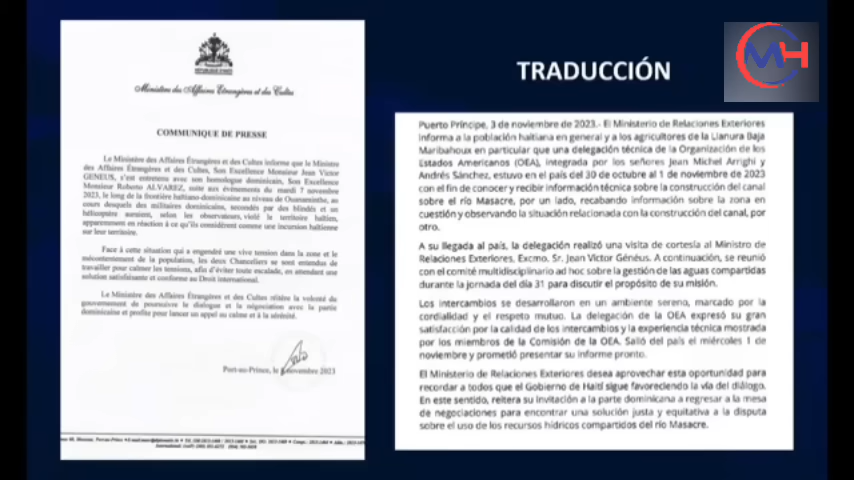 REPUBLIQUE D'HAITI
Ministère des Affaires Étrangères et des Cultes
COMMUNIQUE DE PRESSE
Le Ministère des Affaires Étrangères et des Cultes informe que le Ministre
des Affaires Étrangères et des Cultes, Son Excellence Monsieur Jean Victor
GENEUS, s'est entretenu avec son homologue dominicain, Son Excellence
Monsieur Roberto ALVAREZ, suite aux événements du mardi 7 novembre
2023, le long de la frontière haïtiano-dominicaine au niveau de Ouanaminthe, au
cours desquels des militaires dominicains, secondés par des blindés et un
hélicoptère auraient, selon les observateurs, violé le territoire haïtien,
apparemment en réaction à ce qu'ils considèrent comme une incursion haïtienne
sur leur territoire.
Face à cette situation qui a engendré une vive tension dans la zone et le
mécontentement de la population, les deux Chanceliers se sont entendus de
travailler pour calmer les tensions, afin d'éviter toute escalade, en attendant une
solution satisfaisante et conforme au Droit international.
Le Ministère des Affaires Étrangères et des Cultes réitère la volonté du
gouvernement de poursuivre le dialogue et la négociation avec la partie
dominicaine et profite pour lancer un appel au calme et à la sérénité.
Port-au-Prince, le novembre 2023
MH
TRADUCCIÓN
Puerto Príncipe, 3 de noviembre de 2023.- El Ministerio de Relaciones Exteriores
informa a la población haitiana en general y a los agricultores de la Llanura Baja
Maribahoux en particular que una delegación técnica de la Organización de los
Estados Americanos (OEA), integrada por los señores Jean Michel Arrighi y
Andrés Sánchez, estuvo en el país del 30 de octubre al 1 de noviembre de 2023
con el fin de conocer y recibir información técnica sobre la construcción del canal
sobre el río Masacre, por un lado, recabando información sobre la zona en
cuestión y observando la situación relacionada con la construcción del canal, por
otro.
A su llegada al país, la delegación realizó una visita de cortesía al Ministro de
Relaciones Exteriores, Excmo. Sr. Jean Victor Généus. A continuación, se reunió
con el comité multidisciplinario ad hoc sobre la gestión de las aguas compartidas
durante la jornada del día 31 para discutir el propósito de su misión.
Los intercambios se desarrollaron en un ambiente sereno, marcado por la
cordialidad y el respeto mutuo. La delegación de la OEA expresó su gran
satisfacción por la calidad de los intercambios y la experiencia técnica mostrada
por los miembros de la Comisión de la OEA. Salió del país el miércoles 1 de
noviembre y prometió presentar su informe pronto.
El Ministerio de Relaciones Exteriores desea aprovechar esta oportunidad para
recordar a todos que el Gobierno de Haití sigue favoreciendo la vía del diálogo.
En este sentido, reitera su invitación a la parte dominicana a regresar a la mesa
de negociaciones para encontrar una solución justa y equitativa a la disputa
sobre el uso de los recursos hídricos compartidos del río Masacre.